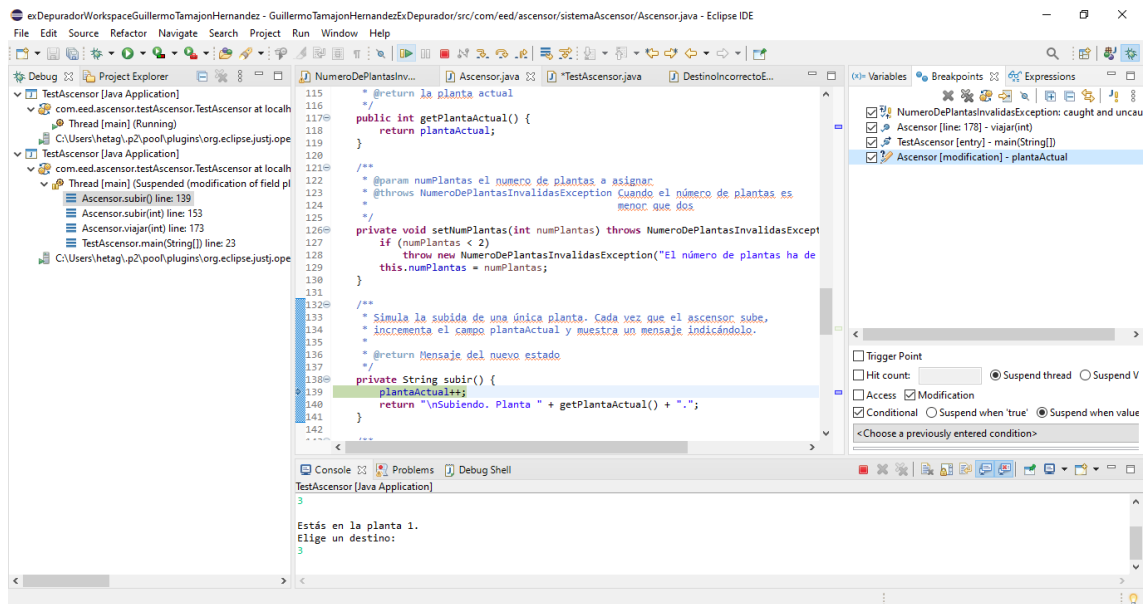 exDepuradorWorkspaceGuillermoTamajonHernandez - GuillermoTamajonHernandezExDepurador/src/com/eed/ascensor/sistemaAscensor/Ascensor.java - Eclipse IDE
File Edit Source Refactor Navigate Search Project Run Window Help
Debug Project Explorer
TestAscensor [Java Application]
com.eed.ascensor.testAscensor.TestAscensor at localh
Thread [main] (Running)
C:\Users\hetag\.p2\pool\plugins\org.eclipse.justj.ope
TestAscensor [Java Application]
com.eed.ascensor.testAscensor.TestAscensor at localh
Thread [main] (Suspended (modification of field pl
Ascensor.subir() line: 139
Ascensor.subir(int) line: 153
Ascensor.viajar(int) line: 173
TestAscensor.main(String[]) line: 23
C:\Users\hetag\.p2\pool\plugins\org.eclipse.justj.ope
NumeroDePlantasInv... Ascensor.java *TestAscensor.java DestinoIncorrectoE...
115 * @return la planta actual
116 */
117 public int getPlantaActual() {
118 return plantaActual;
119 }
120
121 /**
122 * @param numPlantas el numero de plantas a asignar
123 * @throws NumeroDePlantasInvalidasException Cuando el número de plantas es
124 * menor que dos
125 */
126 private void setNumPlantas(int numPlantas) throws NumeroDePlantasInvalidasExcept
127 if (numPlantas < 2)
128 throw new NumeroDePlantasInvalidasException("El número de plantas ha de
129 this.numPlantas = numPlantas;
130 }
131
132 /**
133 * Simula la subida de una única planta. Cada vez que el ascensor sube,
134 * incrementa el campo plantaActual y muestra un mensaje indicándolo.
135 *
136 * @return Mensaje del nuevo estado
137 */
138 private String subir() {
139 plantaActual++;
140 return "\nSubiendo. Planta " + getPlantaActual() + ".";
141 }
142
(x)= Variables Breakpoints Expressions
NumeroDePlantasInvalidasException: caught and uncau
Ascensor [line: 178] - viajar(int)
TestAscensor [entry] - main(String[])
Ascensor [modification] - plantaActual
Trigger Point
Hit count: Suspend thread Suspend V
Access Modification
Conditional Suspend when 'true' Suspend when value
<Choose a previously entered condition>
Console Problems Debug Shell
TestAscensor [Java Application]
3
Estás en la planta 1.
Elige un destino:
3